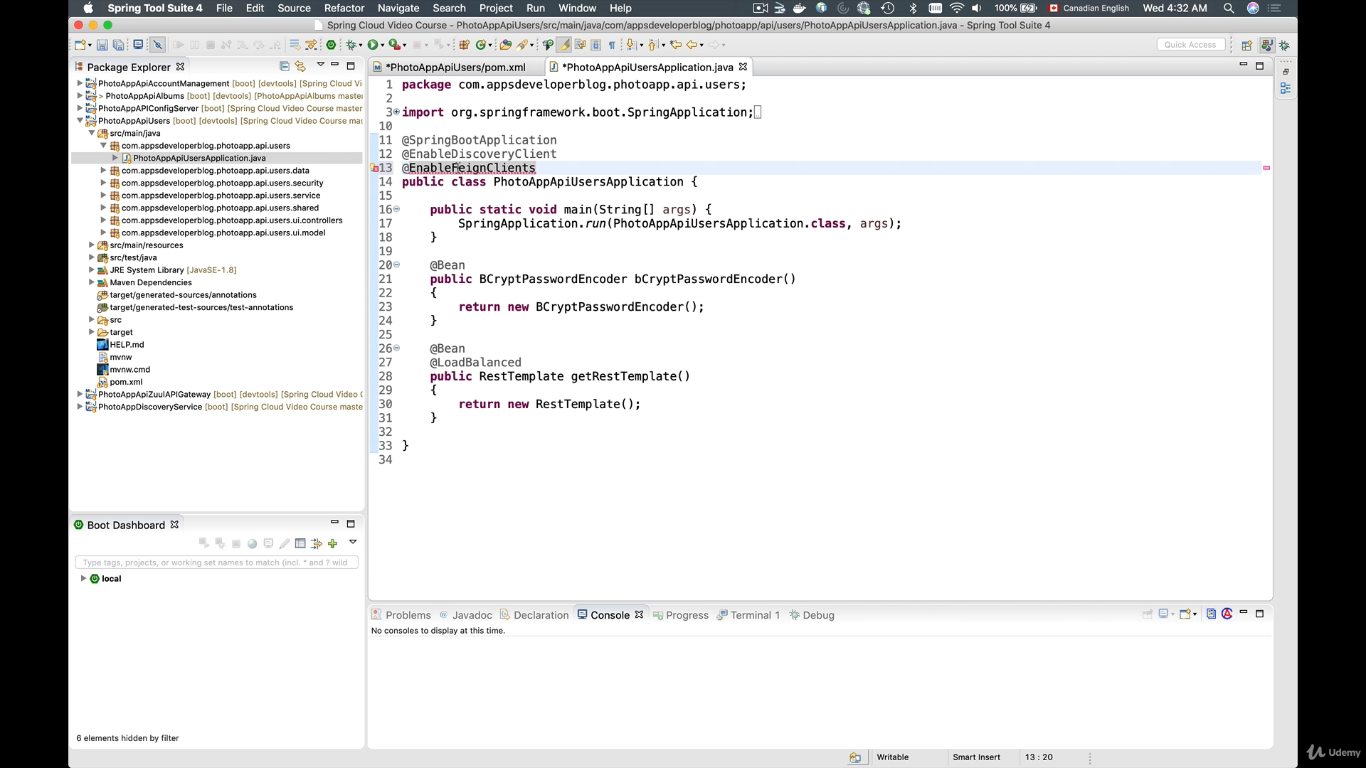 Spring Tool Suite 4 File Edit Source Refactor Navigate Search Project Run Window Help 100% Canadian English Wed 4:32 AM
Spring Cloud Video Course - PhotoAppApiUsers/src/main/java/com/appsdeveloperblog/photoapp/api/users/PhotoAppApiUsersApplication.java - Spring Tool Suite 4
Quick Access
Package Explorer
PhotoAppApiAccountManagement [boot] [devtools] [Spring Cloud Vi
> PhotoAppApiAlbums [boot] [devtools] [PhotoAppApiAlbums mast
PhotoAppAPIConfigServer [boot] [devtools] [Spring Cloud Video Co
PhotoAppApiUsers [boot] [devtools] [Spring Cloud Video Course mas
src/main/java
com.appsdeveloperblog.photoapp.api.users
PhotoAppApiUsersApplication.java
com.appsdeveloperblog.photoapp.api.users.data
com.appsdeveloperblog.photoapp.api.users.security
com.appsdeveloperblog.photoapp.api.users.service
com.appsdeveloperblog.photoapp.api.users.shared
com.appsdeveloperblog.photoapp.api.users.ui.controllers
com.appsdeveloperblog.photoapp.api.users.ui.model
src/main/resources
src/test/java
JRE System Library [JavaSE-1.8]
Maven Dependencies
target/generated-sources/annotations
target/generated-test-sources/test-annotations
src
target
HELP.md
mvnw
mvnw.cmd
pom.xml
PhotoAppApiZuulAPIGateway [boot] [devtools] [Spring Cloud Video
PhotoAppDiscoveryService [boot] [devtools] [Spring Cloud Video Course maste
*PhotoAppApiUsers/pom.xml *PhotoAppApiUsersApplication.java
1 package com.appsdeveloperblog.photoapp.api.users;
2
3 import org.springframework.boot.SpringApplication;
10
11 @SpringBootApplication
12 @EnableDiscoveryClient
13 @EnableFeignClients
14 public class PhotoAppApiUsersApplication {
15
16 public static void main(String[] args) {
17 SpringApplication.run(PhotoAppApiUsersApplication.class, args);
18 }
19
20 @Bean
21 public BCryptPasswordEncoder bCryptPasswordEncoder()
22 {
23 return new BCryptPasswordEncoder();
24 }
25
26 @Bean
27 @LoadBalanced
28 public RestTemplate getRestTemplate()
29 {
30 return new RestTemplate();
31 }
32
33 }
34
Boot Dashboard
Type tags, projects, or working set names to match (incl. * and ? wild
local
6 elements hidden by filter
Problems Javadoc Declaration Console Progress Terminal 1 Debug
No consoles to display at this time.
Writable Smart Insert 13 : 20
Udemy